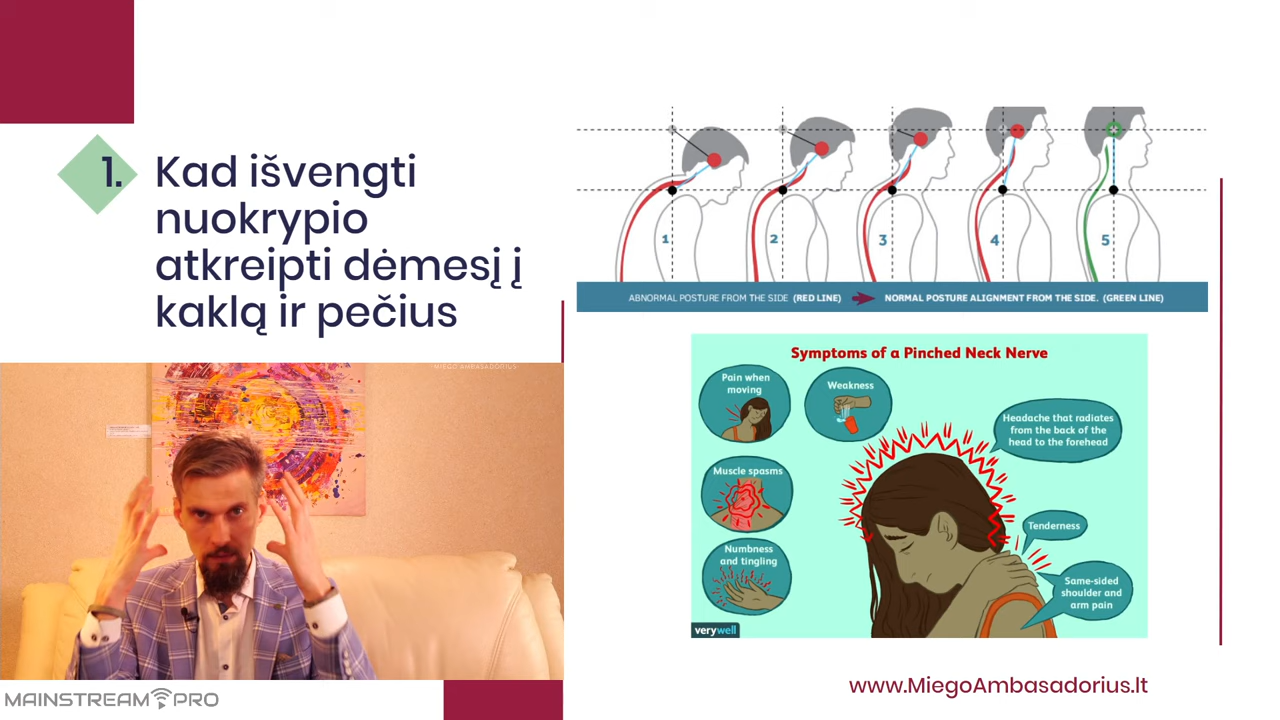 1.
Kad išvengti
nuokrypio
atkreipti dėmesį į
kaklą ir pečius
1
2
3
4
5
ABNORMAL POSTURE FROM THE SIDE (RED LINE)
NORMAL POSTURE ALIGNMENT FROM THE SIDE. (GREEN LINE)
Symptoms of a Pinched Neck Nerve
Pain when
moving
Weakness
Headache that radiates
from the back of the
head to the forehead
Muscle spasms
Tenderness
Numbness
and tingling
Same-sided
shoulder and
arm pain
verywell
MIEGO AMBASADORIUS
MAINSTREAM PRO
www.MiegoAmbasadorius.lt